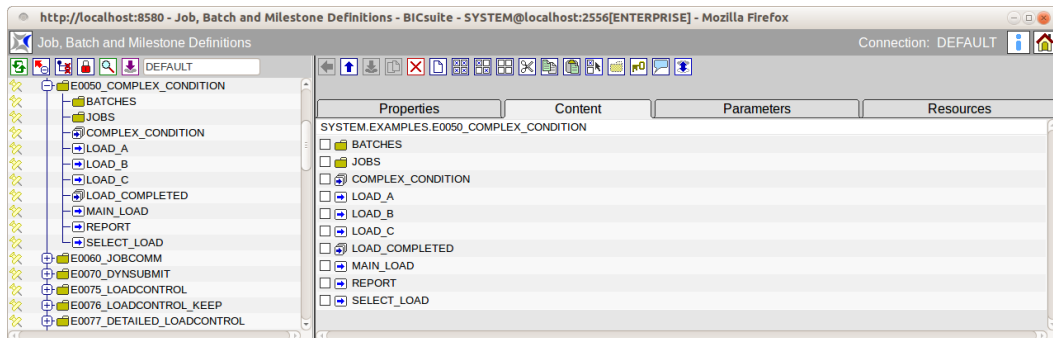 http://localhost:8580 - Job, Batch and Milestone Definitions - BICsuite - SYSTEM@localhost:2556[ENTERPRISE] - Mozilla Firefox
Job, Batch and Milestone Definitions
Connection: DEFAULT
DEFAULT
E0050_COMPLEX_CONDITION
BATCHES
JOBS
COMPLEX_CONDITION
LOAD_A
LOAD_B
LOAD_C
LOAD_COMPLETED
MAIN_LOAD
REPORT
SELECT_LOAD
E0060_JOBCOMM
E0070_DYNSUBMIT
E0075_LOADCONTROL
E0076_LOADCONTROL_KEEP
E0077_DETAILED_LOADCONTROL
Properties Content Parameters Resources
SYSTEM.EXAMPLES.E0050_COMPLEX_CONDITION
BATCHES
JOBS
COMPLEX_CONDITION
LOAD_A
LOAD_B
LOAD_C
LOAD_COMPLETED
MAIN_LOAD
REPORT
SELECT_LOAD